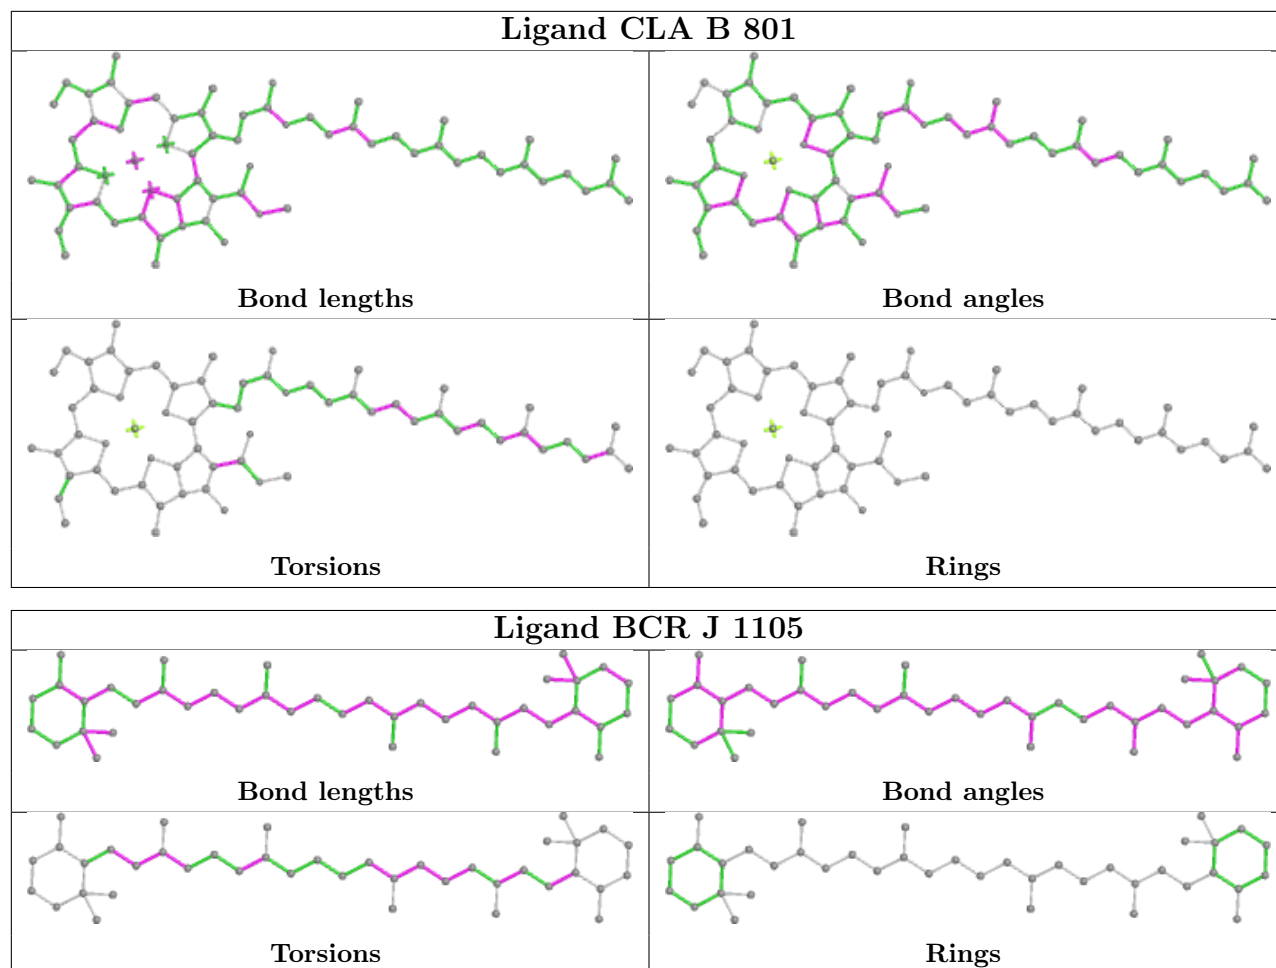 Ligand CLA B 801
Bond lengths
Bond angles
Torsions
Rings
Ligand BCR J 1105
Bond lengths
Bond angles
Torsions
Rings